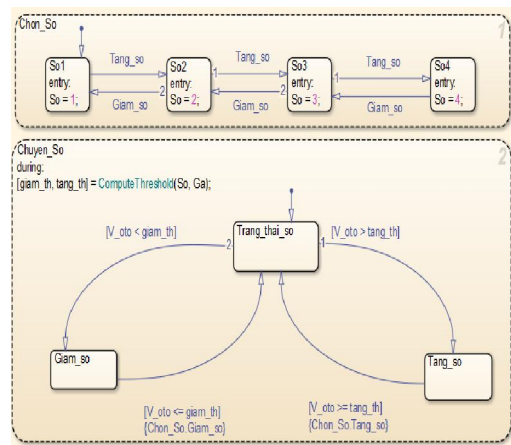 Chon_So
1
So1
entry:
So = 1;
Tang_so
Giam_so
2
So2
entry:
So = 2;
1
Tang_so
Giam_so
2
So3
entry:
So = 3;
1
Tang_so
Giam_so
So4
entry:
So = 4;
Chuyen_So
2
during:
[giam_th, tang_th] = ComputeThreshold(So, Ga);
[V_oto < giam_th]
2
Trang_thai_so
1
[V_oto > tang_th]
Giam_so
Tang_so
[V_oto <= giam_th]
{Chon_So.Giam_so}
[V_oto >= tang_th]
{Chon_So.Tang_so}